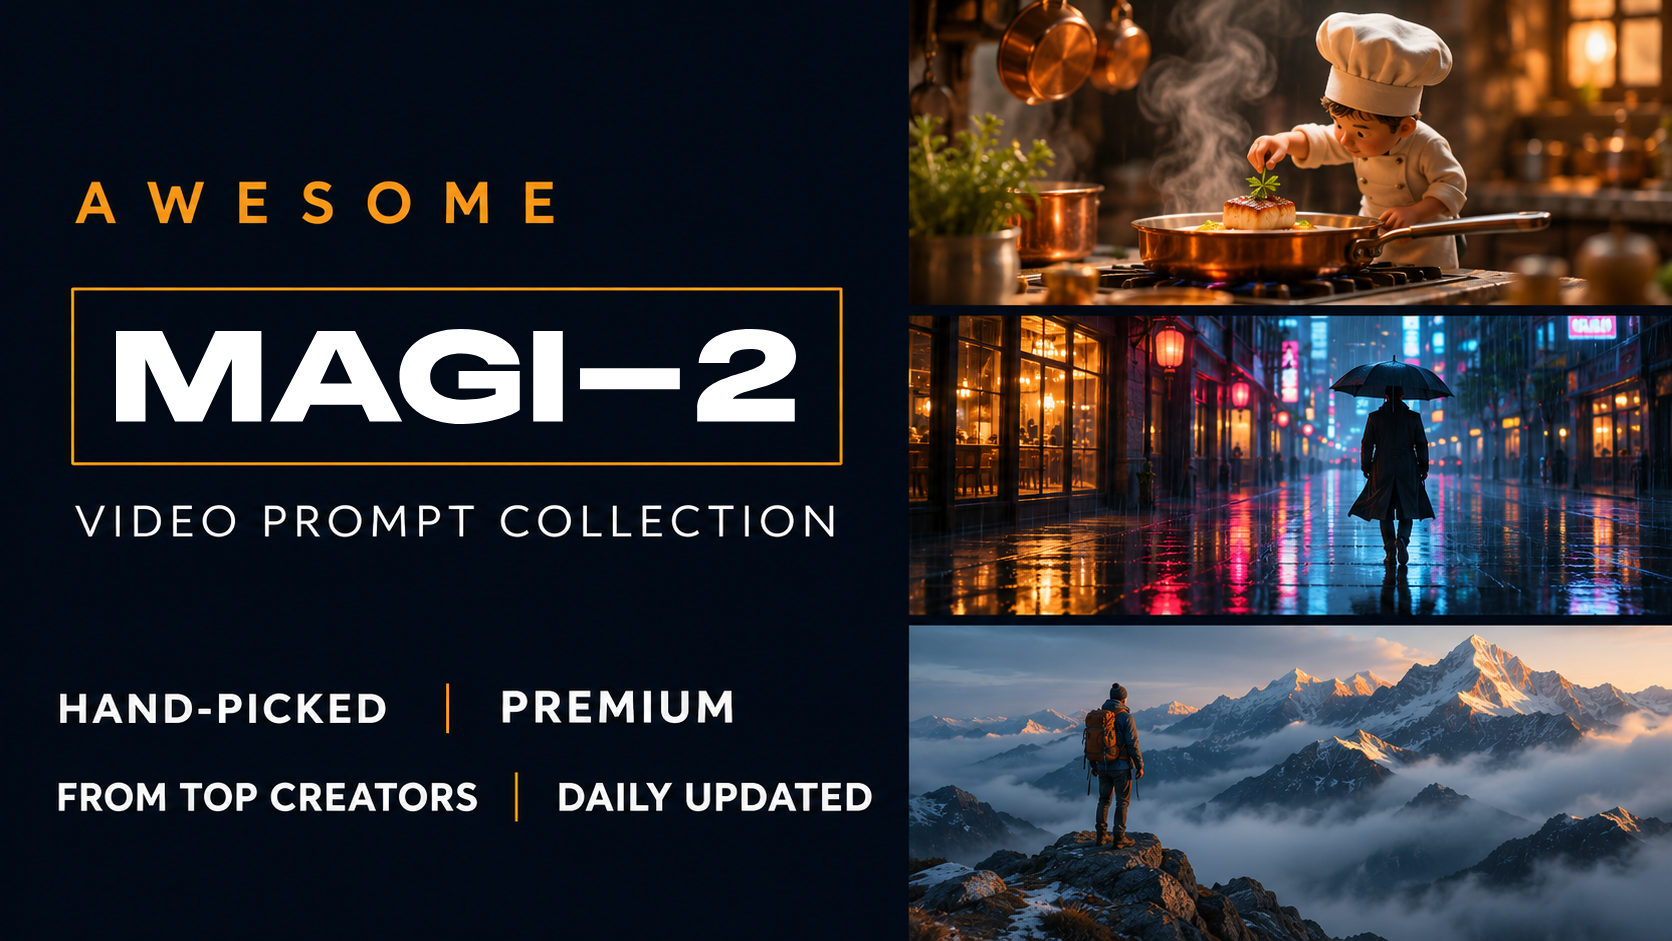 AWESOME
MAGI—2
VIDEO PROMPT COLLECTION
HAND-PICKED | PREMIUM
FROM TOP CREATORS | DAILY UPDATED